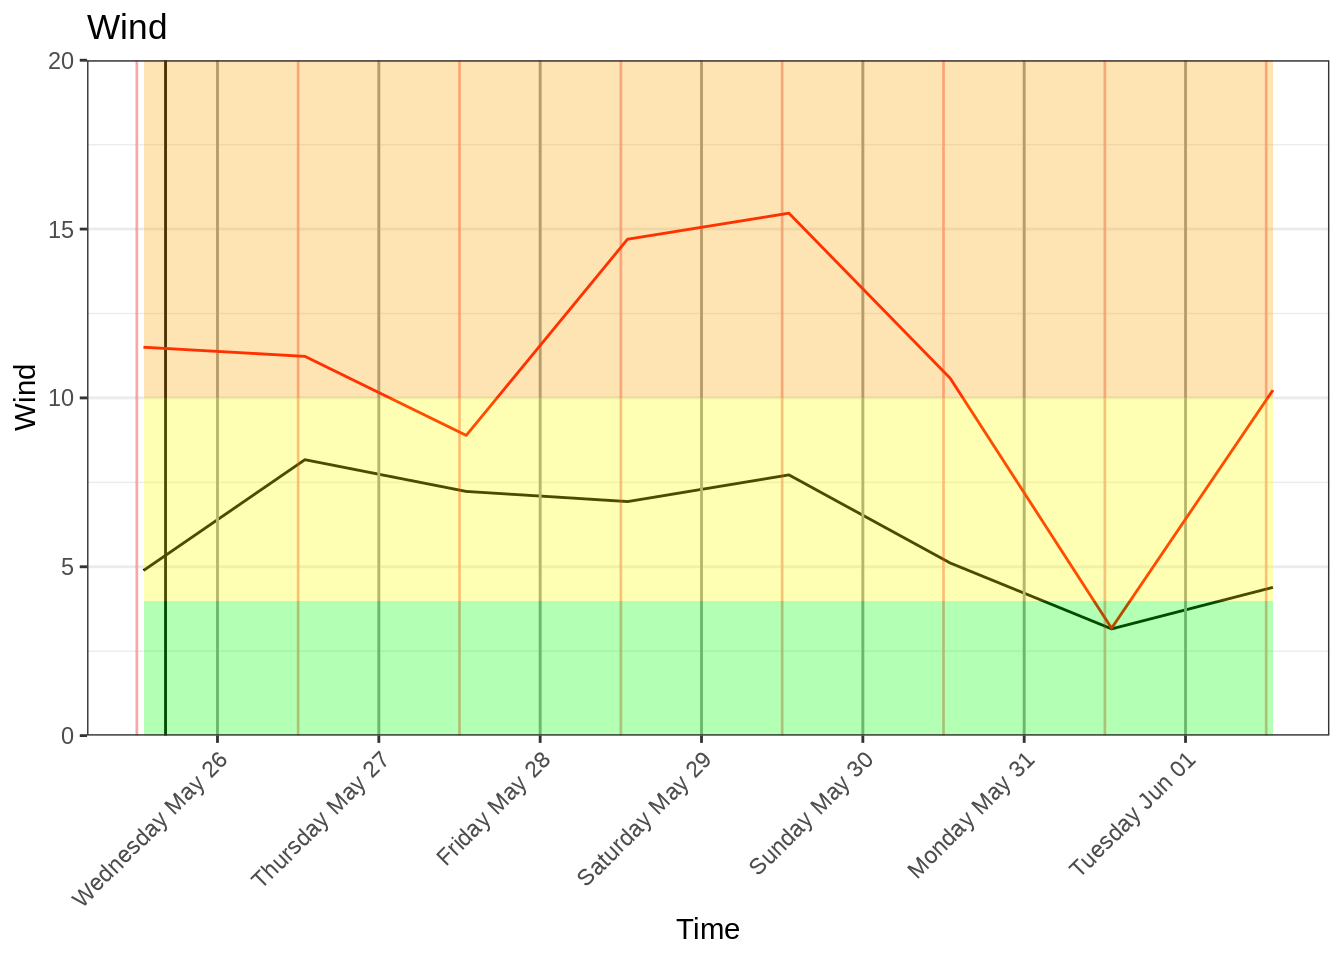 Wind
20
15
10
5
0
Wind
Wednesday May 26
Thursday May 27
Friday May 28
Saturday May 29
Sunday May 30
Monday May 31
Tuesday Jun 01
Time